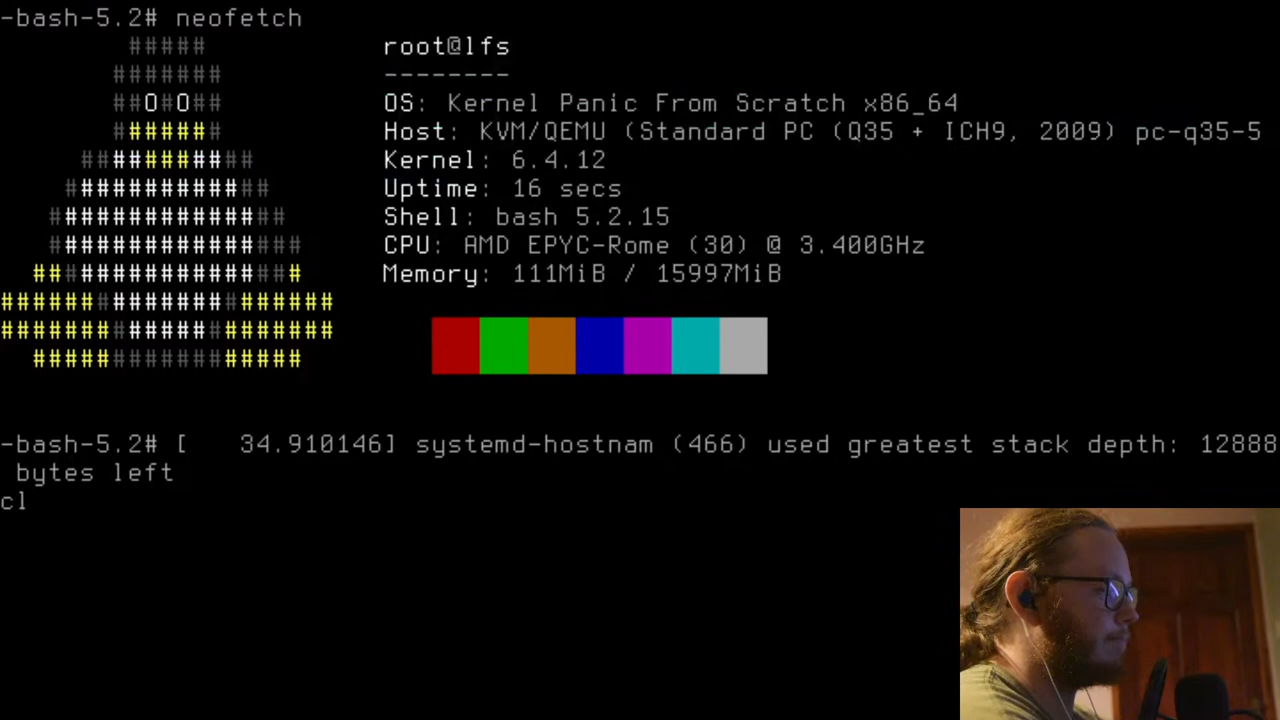 -bash-5.2# neofetch
#####
#######
##O#O##
#######
###########
#############
###############
################
#################
#####################
#####################
#################
root@lfs
--------
OS: Kernel Panic From Scratch x86_64
Host: KVM/QEMU (Standard PC (Q35 + ICH9, 2009) pc-q35-5
Kernel: 6.4.12
Uptime: 16 secs
Shell: bash 5.2.15
CPU: AMD EPYC-Rome (30) @ 3.400GHz
Memory: 111MiB / 15997MiB
-bash-5.2# [   34.910146] systemd-hostnam (466) used greatest stack depth: 12888
bytes left
cl